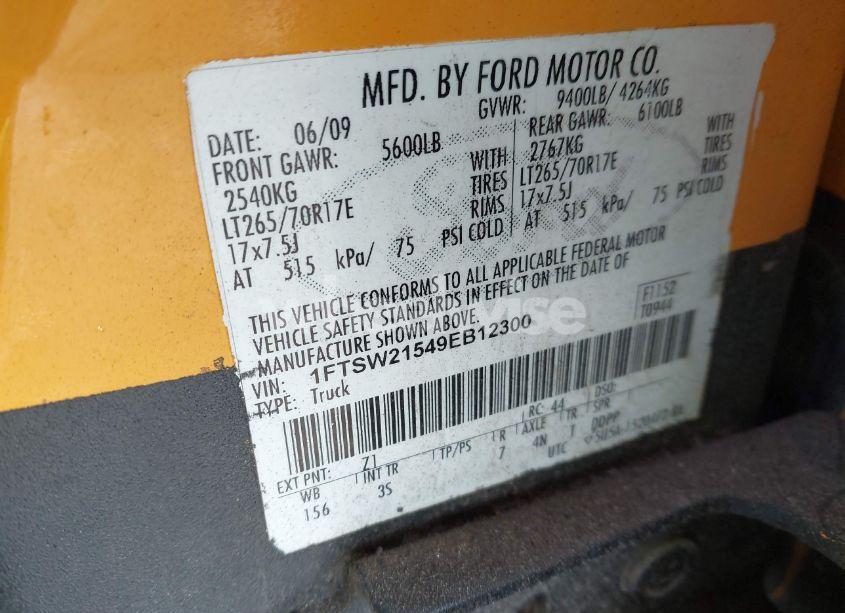 MFD. BY FORD MOTOR CO.
DATE: 06/09 GVWR: 9400LB/ 4264KG
FRONT GAWR: 5600LB REAR GAWR: 6100LB
2540KG WITH 2767KG WITH
LT265/70R17E TIRES LT265/70R17E TIRES
17x7.5J RIMS 17x7.5J RIMS
AT 515 kPa/ 75 PSI COLD AT 515 kPa/ 75 PSI COLD
THIS VEHICLE CONFORMS TO ALL APPLICABLE FEDERAL MOTOR
VEHICLE SAFETY STANDARDS IN EFFECT ON THE DATE OF
MANUFACTURE SHOWN ABOVE.
F1152
T0944
VIN: 1FTSW21549EB12300
TYPE: Truck
EXT PNT: Z1 RC: 44 DSO:
WB INT TR TP/PS R AXLE TR SPR
156 3S 7 4N T DDPP
UTC